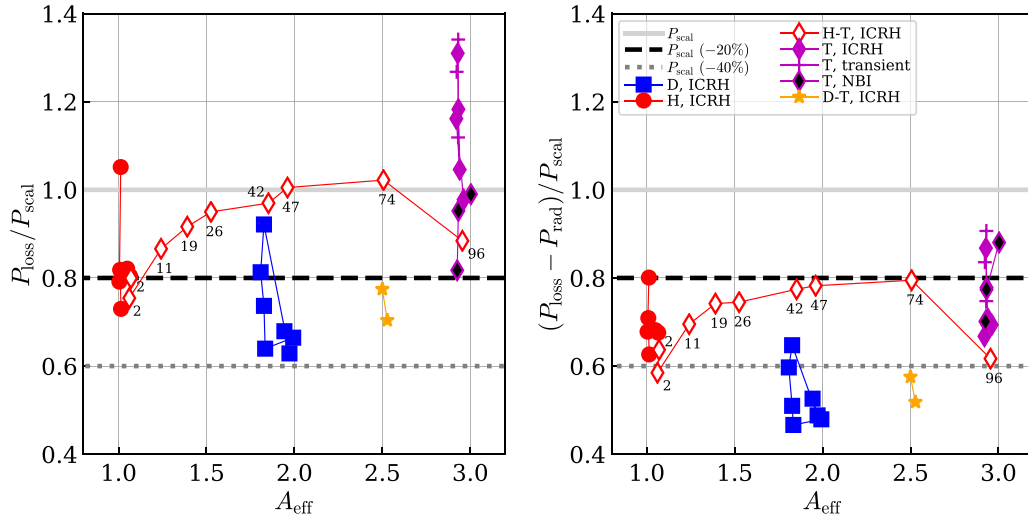 1.4
1.2
1.0
0.8
0.6
0.4
P_loss/P_scal
2
2
11
19
26
42
47
74
96
1.0 1.5 2.0 2.5 3.0
A_eff
P_scal
P_scal (−20%)
P_scal (−40%)
D, ICRH
H, ICRH
H-T, ICRH
T, ICRH
T, transient
T, NBI
D-T, ICRH
1.4
1.2
1.0
0.8
0.6
0.4
(P_loss − P_rad)/P_scal
2
2
11
19
26
42
47
74
96
1.0 1.5 2.0 2.5 3.0
A_eff